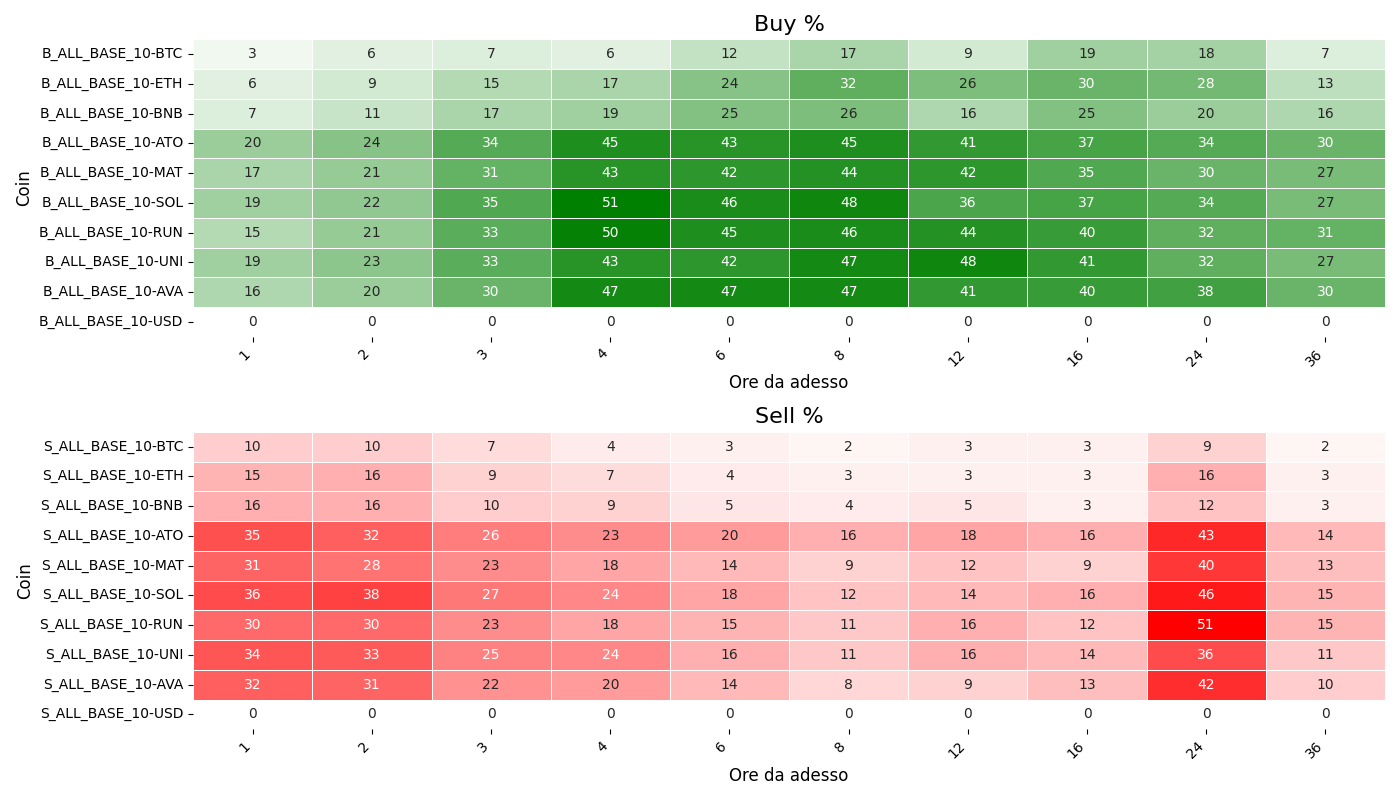 Buy %
Coin
B_ALL_BASE_10-BTC 3 6 7 6 12 17 9 19 18 7
B_ALL_BASE_10-ETH 6 9 15 17 24 32 26 30 28 13
B_ALL_BASE_10-BNB 7 11 17 19 25 26 16 25 20 16
B_ALL_BASE_10-ATO 20 24 34 45 43 45 41 37 34 30
B_ALL_BASE_10-MAT 17 21 31 43 42 44 42 35 30 27
B_ALL_BASE_10-SOL 19 22 35 51 46 48 36 37 34 27
B_ALL_BASE_10-RUN 15 21 33 50 45 46 44 40 32 31
B_ALL_BASE_10-UNI 19 23 33 43 42 47 48 41 32 27
B_ALL_BASE_10-AVA 16 20 30 47 47 47 41 40 38 30
B_ALL_BASE_10-USD 0 0 0 0 0 0 0 0 0 0
1 2 3 4 6 8 12 16 24 36
Ore da adesso
Sell %
Coin
S_ALL_BASE_10-BTC 10 10 7 4 3 2 3 3 9 2
S_ALL_BASE_10-ETH 15 16 9 7 4 3 3 3 16 3
S_ALL_BASE_10-BNB 16 16 10 9 5 4 5 3 12 3
S_ALL_BASE_10-ATO 35 32 26 23 20 16 18 16 43 14
S_ALL_BASE_10-MAT 31 28 23 18 14 9 12 9 40 13
S_ALL_BASE_10-SOL 36 38 27 24 18 12 14 16 46 15
S_ALL_BASE_10-RUN 30 30 23 18 15 11 16 12 51 15
S_ALL_BASE_10-UNI 34 33 25 24 16 11 16 14 36 11
S_ALL_BASE_10-AVA 32 31 22 20 14 8 9 13 42 10
S_ALL_BASE_10-USD 0 0 0 0 0 0 0 0 0 0
1 2 3 4 6 8 12 16 24 36
Ore da adesso